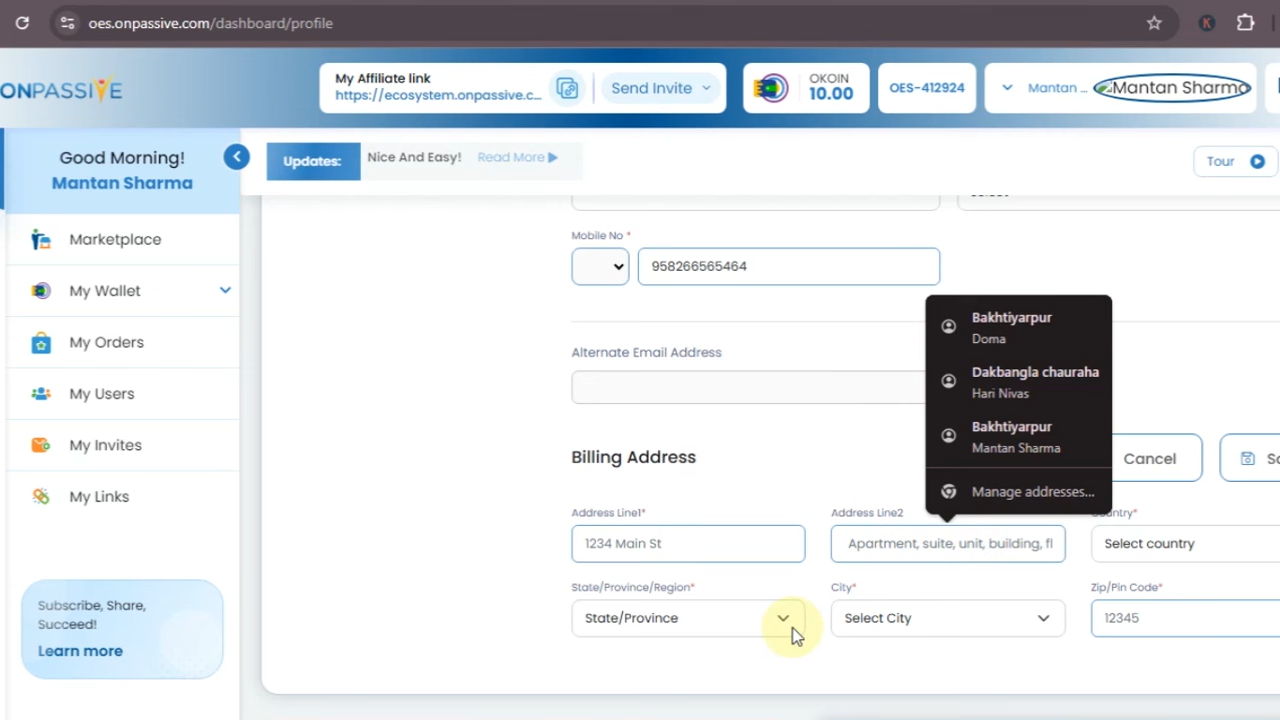 oes.onpassive.com/dashboard/profile
ONPASSIVE
My Affiliate link
https://ecosystem.onpassive.c...
Send Invite
OKOIN
10.00
OES-412924
Mantan ...
Mantan Sharma
Good Morning!
Mantan Sharma
Updates:
Nice And Easy!
Read More
Tour
Marketplace
My Wallet
My Orders
My Users
My Invites
My Links
Subscribe, Share,
Succeed!
Learn more
Mobile No *
958266565464
Alternate Email Address
Bakhtiyarpur
Doma
Dakbangla chauraha
Hari Nivas
Bakhtiyarpur
Mantan Sharma
Manage addresses...
Billing Address
Cancel
Address Line1*
Address Line2
Country*
1234 Main St
Apartment, suite, unit, building, fl
Select country
State/Province/Region*
City*
Zip/Pin Code*
State/Province
Select City
12345